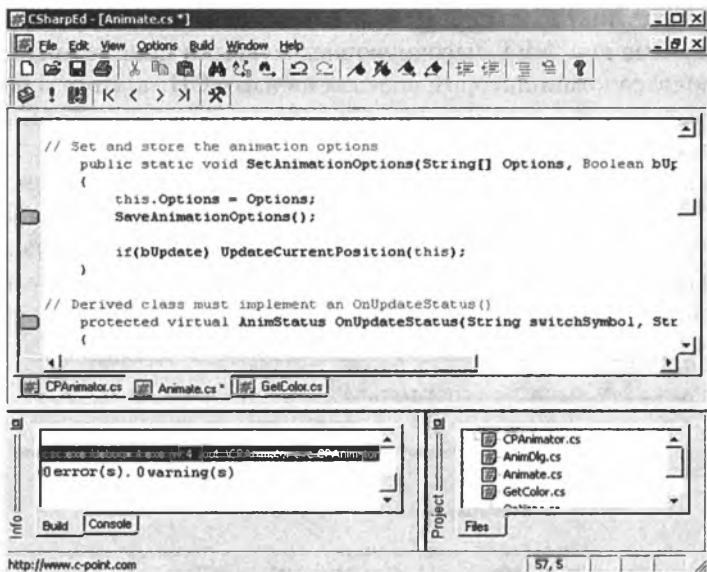 CSharpEd - [Animate.cs *]
File Edit View Options Build Window Help
// Set and store the animation options
public static void SetAnimationOptions(String[] Options, Boolean bUp
{
this.Options = Options;
SaveAnimationOptions();
if(bUpdate) UpdateCurrentPosition(this);
}
// Derived class must implement an OnUpdateStatus()
protected virtual AnimStatus OnUpdateStatus(String switchSymbol, Str
{
CPAnimator.cs Animate.cs * GetColor.cs
Info
0 error(s). 0 warning(s)
Build Console
Project
CPAnimator.cs
AnimDlg.cs
Animate.cs
GetColor.cs
Files
http://www.c-point.com 57, 5